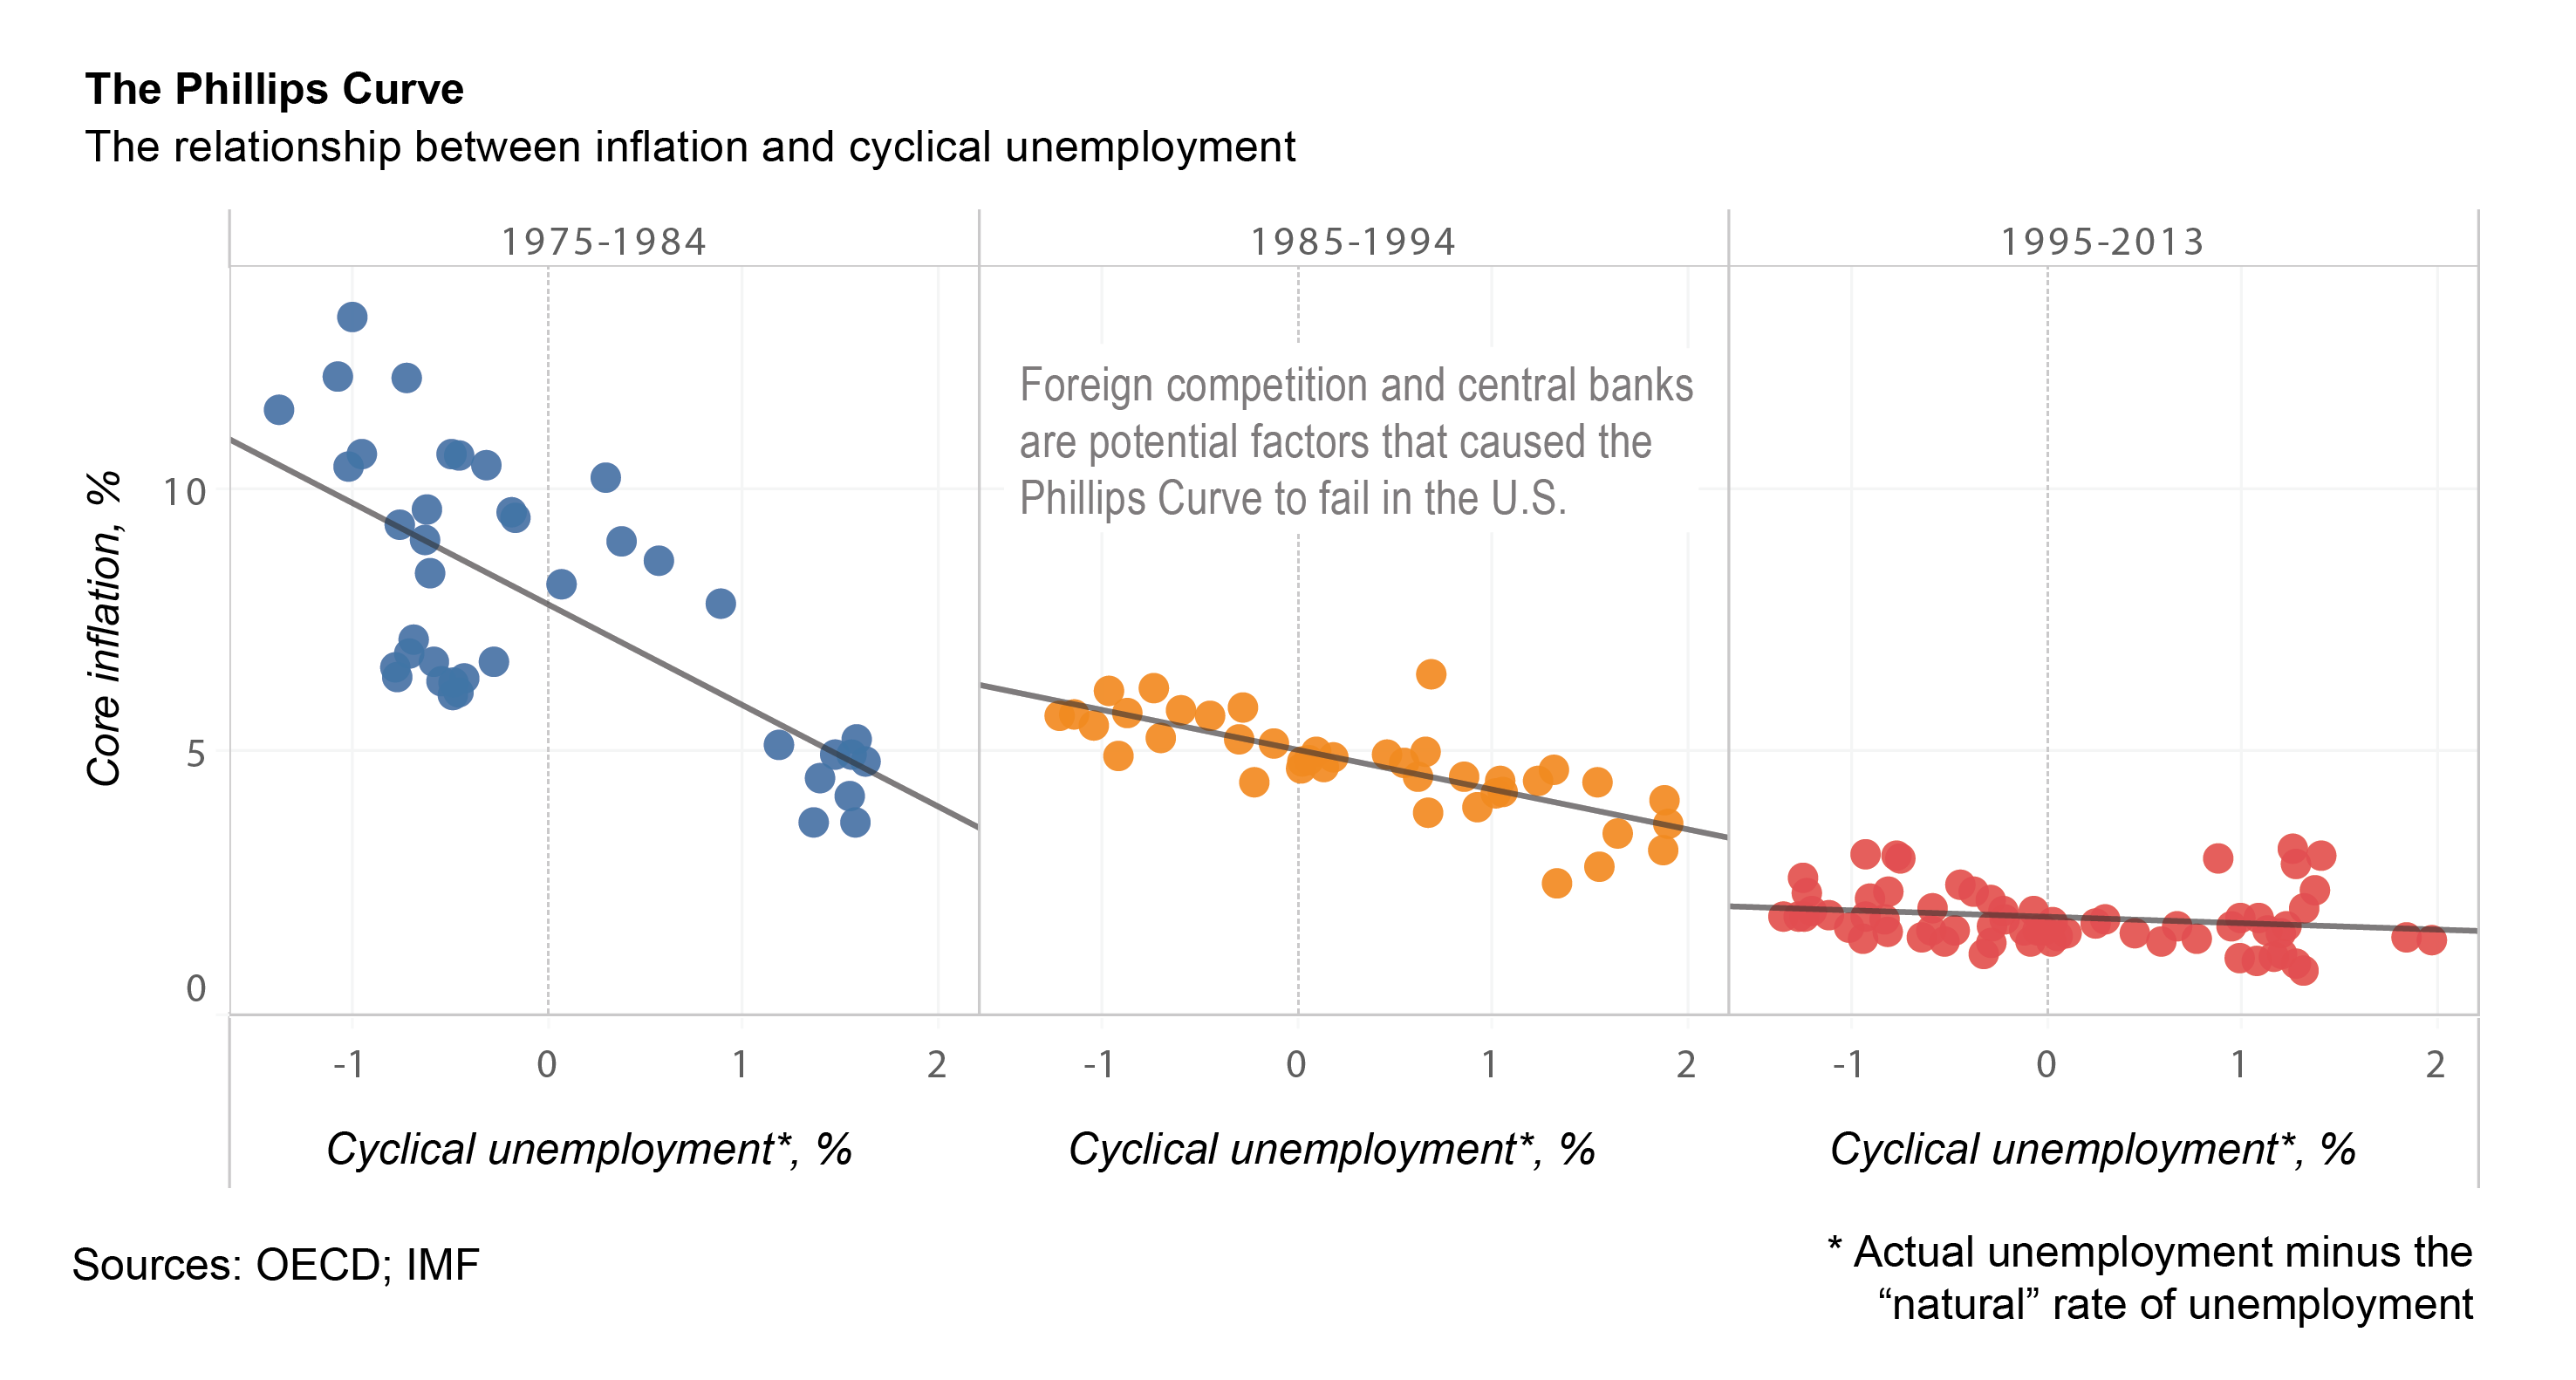 The Phillips Curve
The relationship between inflation and cyclical unemployment
1975-1984
1985-1994
1995-2013
Foreign competition and central banks
are potential factors that caused the
Phillips Curve to fail in the U.S.
Core inflation, %
10
5
0
-1 0 1 2
-1 0 1 2
-1 0 1 2
Cyclical unemployment*, %
Cyclical unemployment*, %
Cyclical unemployment*, %
Sources: OECD; IMF
* Actual unemployment minus the
“natural” rate of unemployment